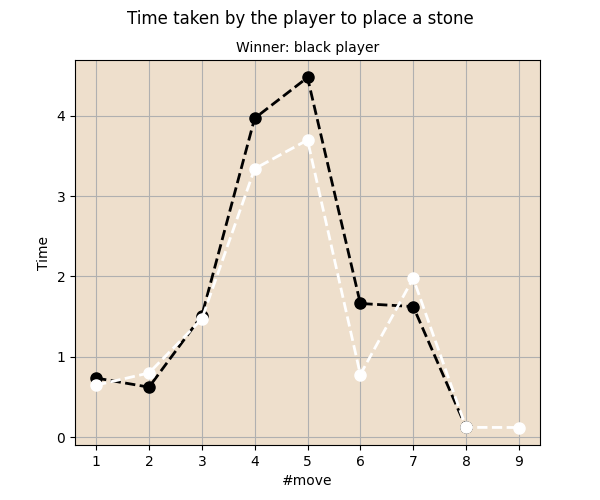 Time taken by the player to place a stone
Winner: black player
4
3
2
1
0
Time
1 2 3 4 5 6 7 8 9
#move